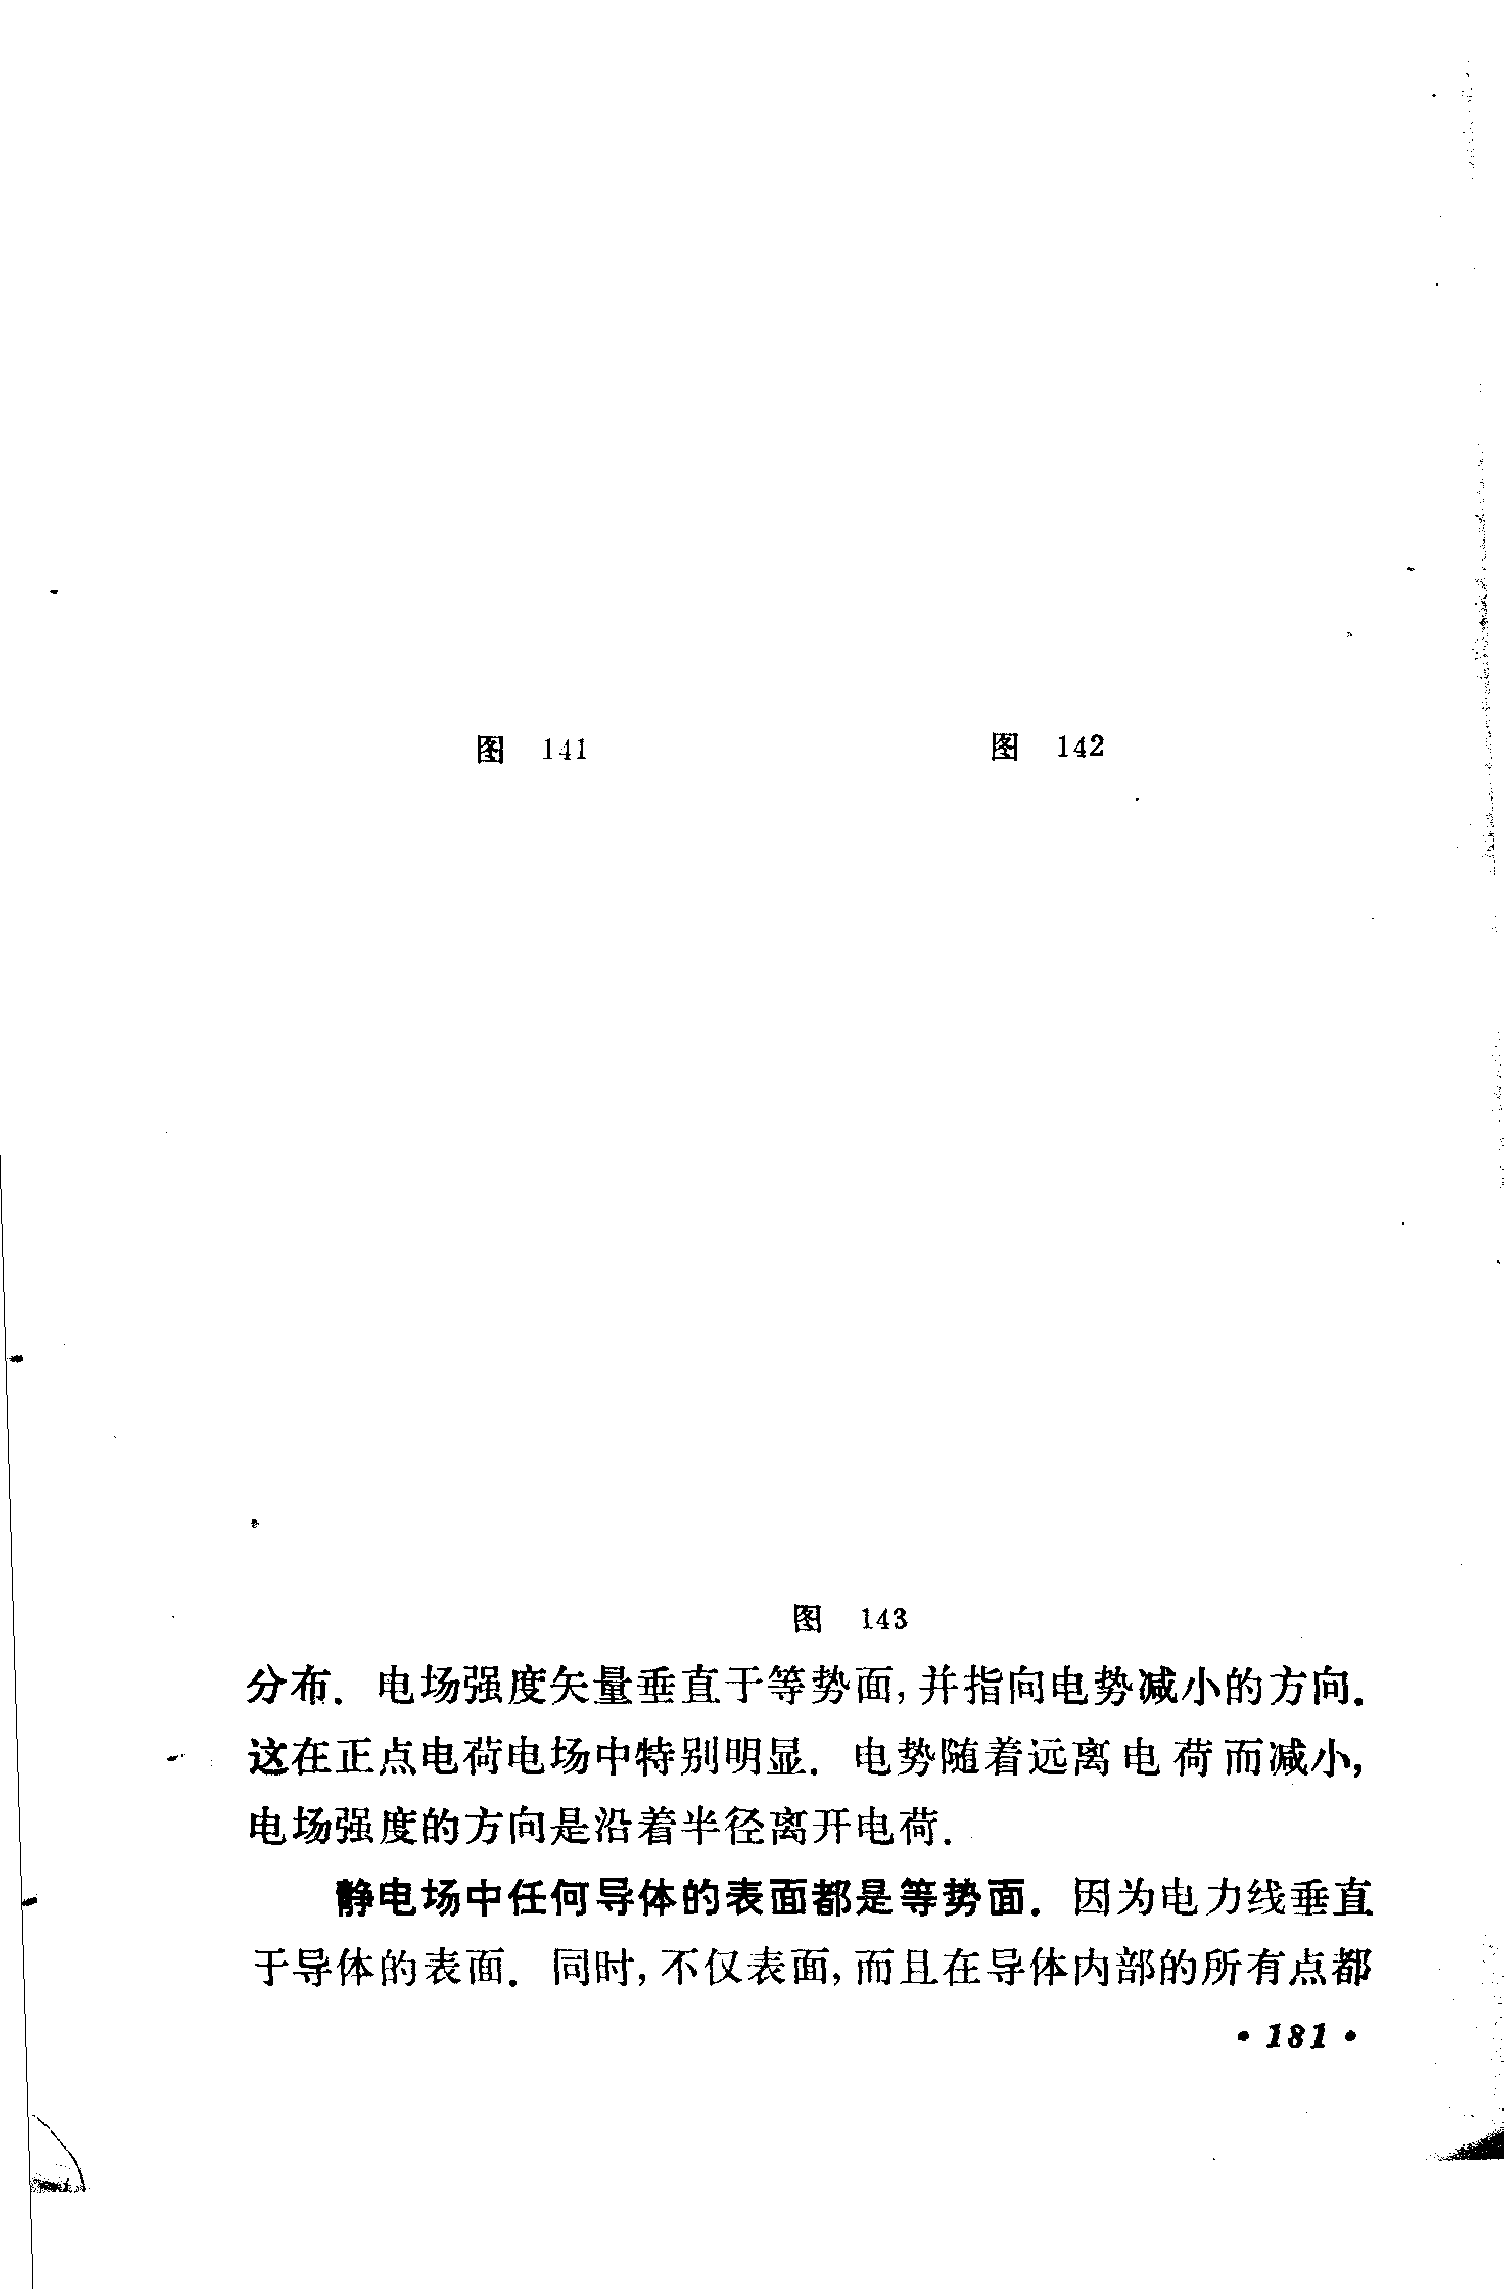 图 141
图 142
图 143
分布. 电场强度矢量垂直于等势面, 并指向电势减小的方向.
这在正点电荷电场中特别明显. 电势随着远离电荷而减小,
电场强度的方向是沿着半径离开电荷.
静电场中任何导体的表面都是等势面. 因为电力线垂直
于导体的表面. 同时, 不仅表面, 而且在导体内部的所有点都
• 181 •